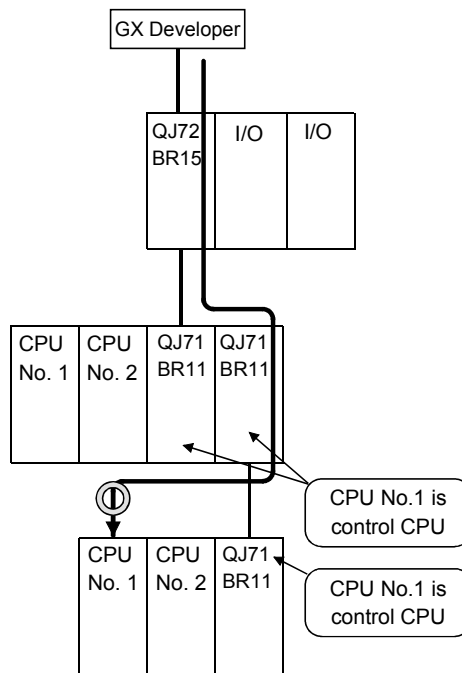 GX Developer
QJ72
BR15
I/O
I/O
CPU
No. 1
CPU
No. 2
QJ71
BR11
QJ71
BR11
CPU No.1 is
control CPU
CPU
No. 1
CPU
No. 2
QJ71
BR11
CPU No.1 is
control CPU